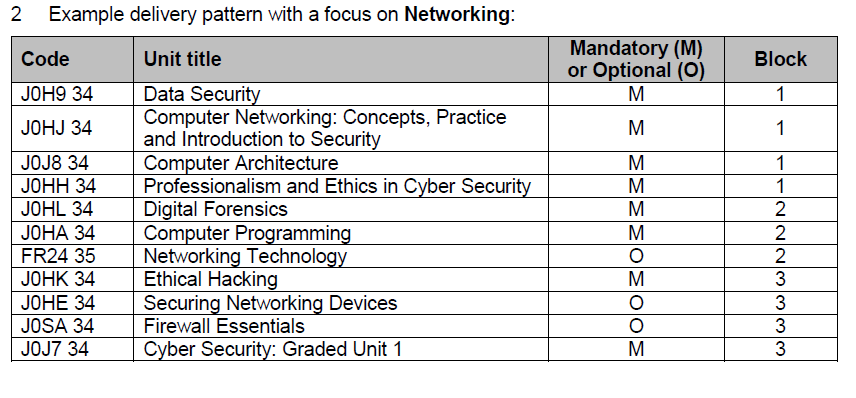 2 Example delivery pattern with a focus on Networking:
Code Unit title Mandatory (M) or Optional (O) Block
J0H9 34 Data Security M 1
J0HJ 34 Computer Networking: Concepts, Practice and Introduction to Security M 1
J0J8 34 Computer Architecture M 1
J0HH 34 Professionalism and Ethics in Cyber Security M 1
J0HL 34 Digital Forensics M 2
J0HA 34 Computer Programming M 2
FR24 35 Networking Technology O 2
J0HK 34 Ethical Hacking M 3
J0HE 34 Securing Networking Devices O 3
J0SA 34 Firewall Essentials O 3
J0J7 34 Cyber Security: Graded Unit 1 M 3